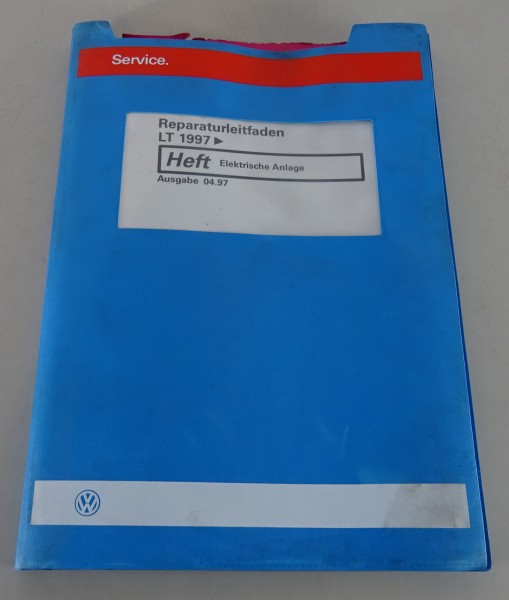 Service.
Reparaturleitfaden
LT 1997 ►
Heft Elektrische Anlage
Ausgabe 04.97